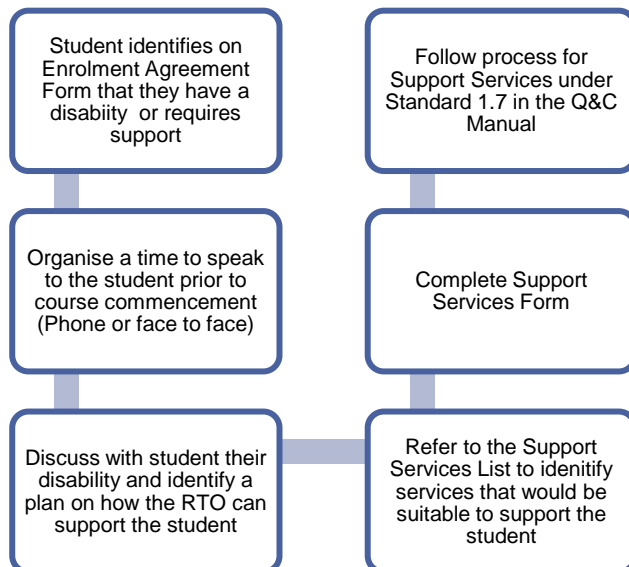 Student identifies on
Enrolment Agreement
Form that they have a
disabiity or requires
support
Organise a time to speak
to the student prior to
course commencement
(Phone or face to face)
Discuss with student their
disability and identify a
plan on how the RTO can
support the student
Refer to the Support
Services List to idenitify
services that would be
suitable to support the
student
Complete Support
Services Form
Follow process for
Support Services under
Standard 1.7 in the Q&C
Manual